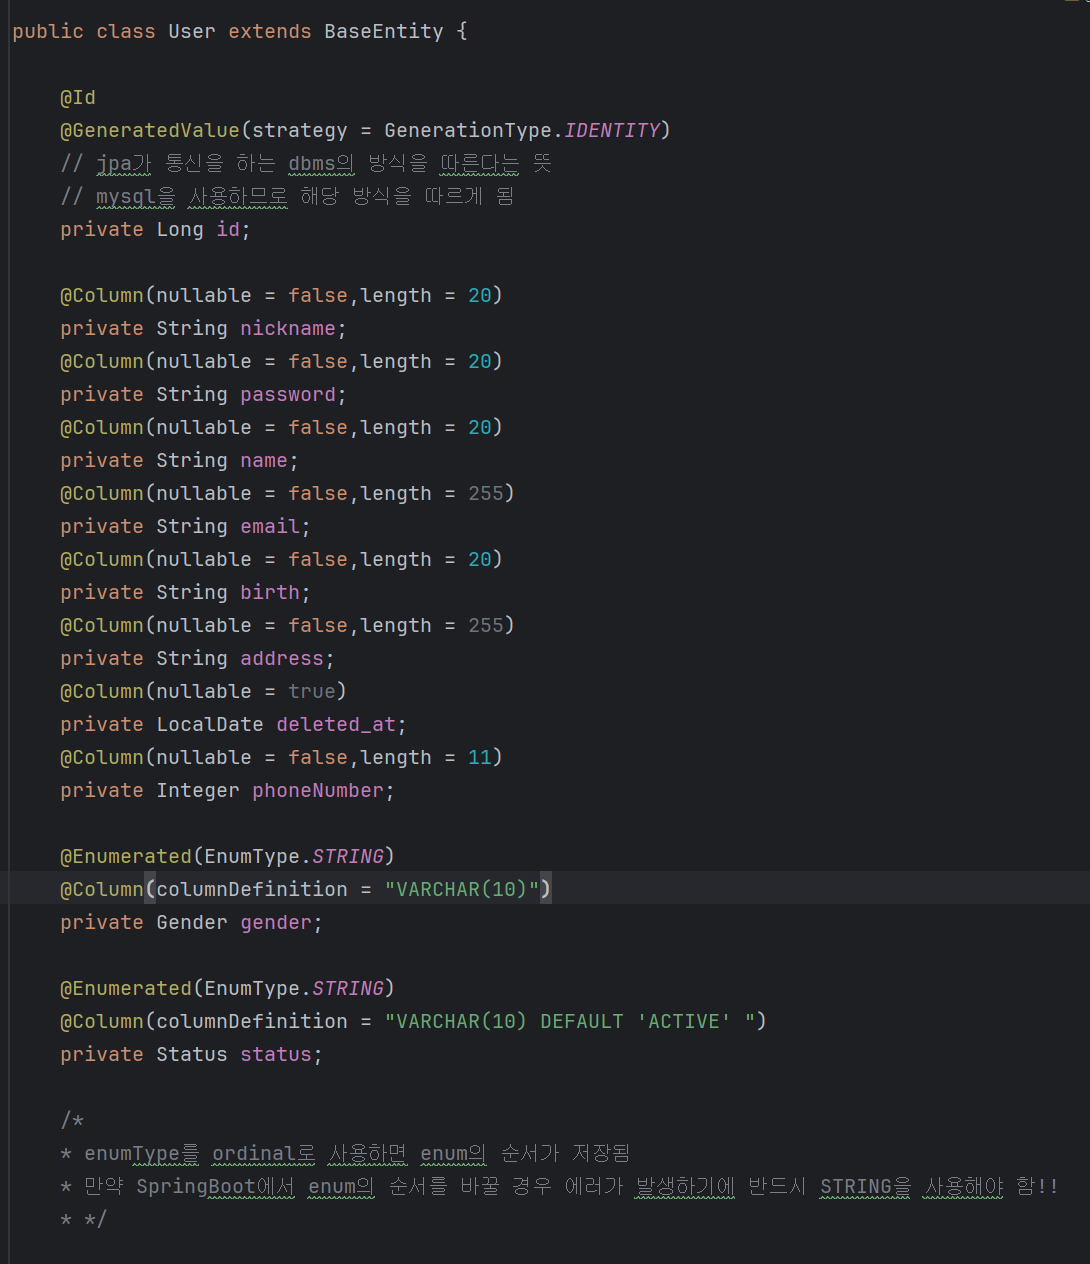 public class User extends BaseEntity {
@Id
@GeneratedValue(strategy = GenerationType.IDENTITY)
// jpa가 통신을 하는 dbms의 방식을 따른다는 뜻
// mysql을 사용하므로 해당 방식을 따르게 됨
private Long id;
@Column(nullable = false,length = 20)
private String nickname;
@Column(nullable = false,length = 20)
private String password;
@Column(nullable = false,length = 20)
private String name;
@Column(nullable = false,length = 255)
private String email;
@Column(nullable = false,length = 20)
private String birth;
@Column(nullable = false,length = 255)
private String address;
@Column(nullable = true)
private LocalDate deleted_at;
@Column(nullable = false,length = 11)
private Integer phoneNumber;
@Enumerated(EnumType.STRING)
@Column(columnDefinition = "VARCHAR(10)")
private Gender gender;
@Enumerated(EnumType.STRING)
@Column(columnDefinition = "VARCHAR(10) DEFAULT 'ACTIVE' ")
private Status status;
/*
* enumType를 ordinal로 사용하면 enum의 순서가 저장됨
* 만약 SpringBoot에서 enum의 순서를 바꿀 경우 에러가 발생하기에 반드시 STRING을 사용해야 함!!
* */